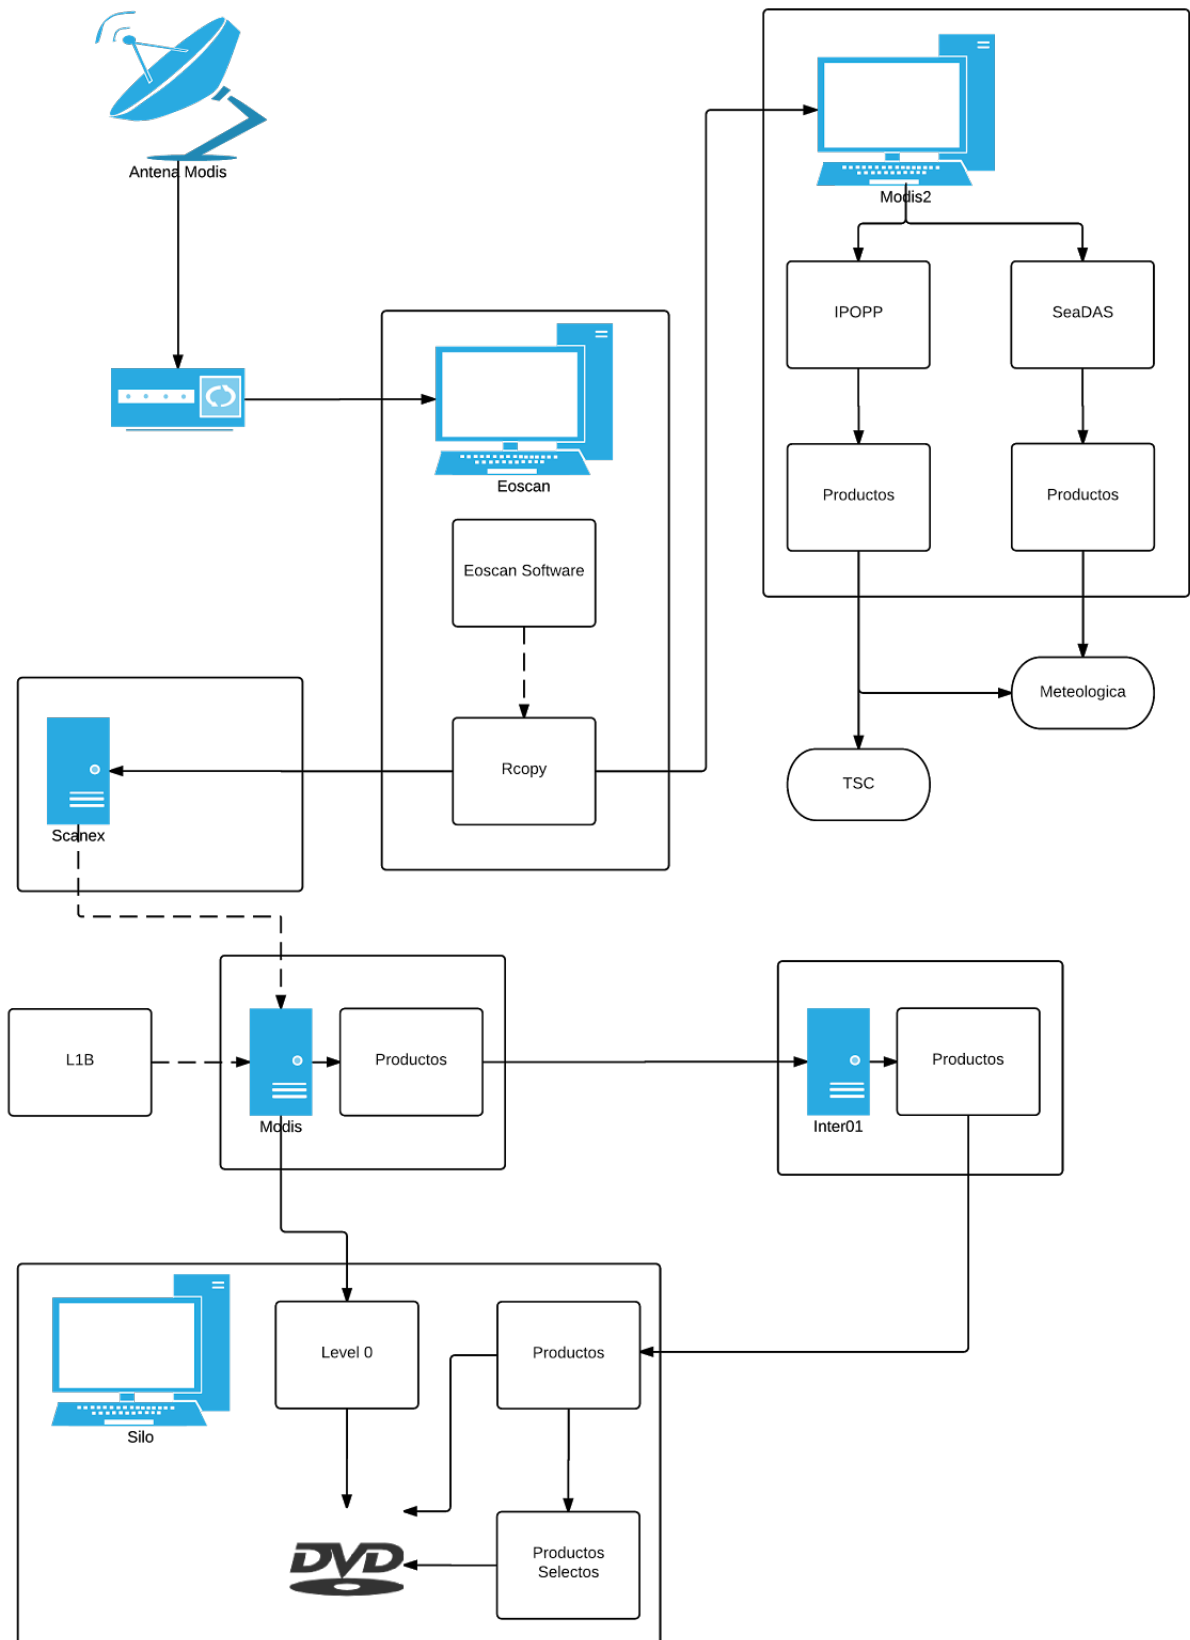 Antena Modis
Modis2
IPOPP
SeaDAS
Eoscan
Productos
Productos
Eoscan Software
Meteologica
Rcopy
TSC
Scanex
L1B
Productos
Productos
Modis
Inter01
Level 0
Productos
Silo
DVD
Productos
Selectos